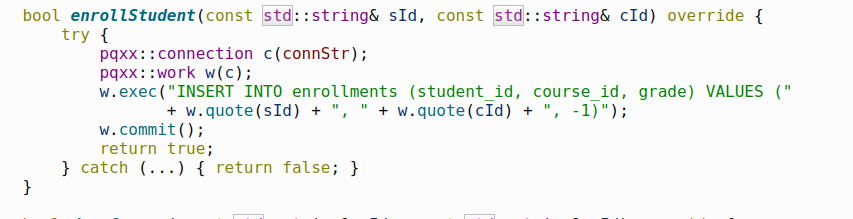 bool enrollStudent(const std::string& sId, const std::string& cId) override {
    try {
        pqxx::connection c(connStr);
        pqxx::work w(c);
        w.exec("INSERT INTO enrollments (student_id, course_id, grade) VALUES ("
               + w.quote(sId) + ", " + w.quote(cId) + ", -1)");
        w.commit();
        return true;
    } catch (...) { return false; }
}